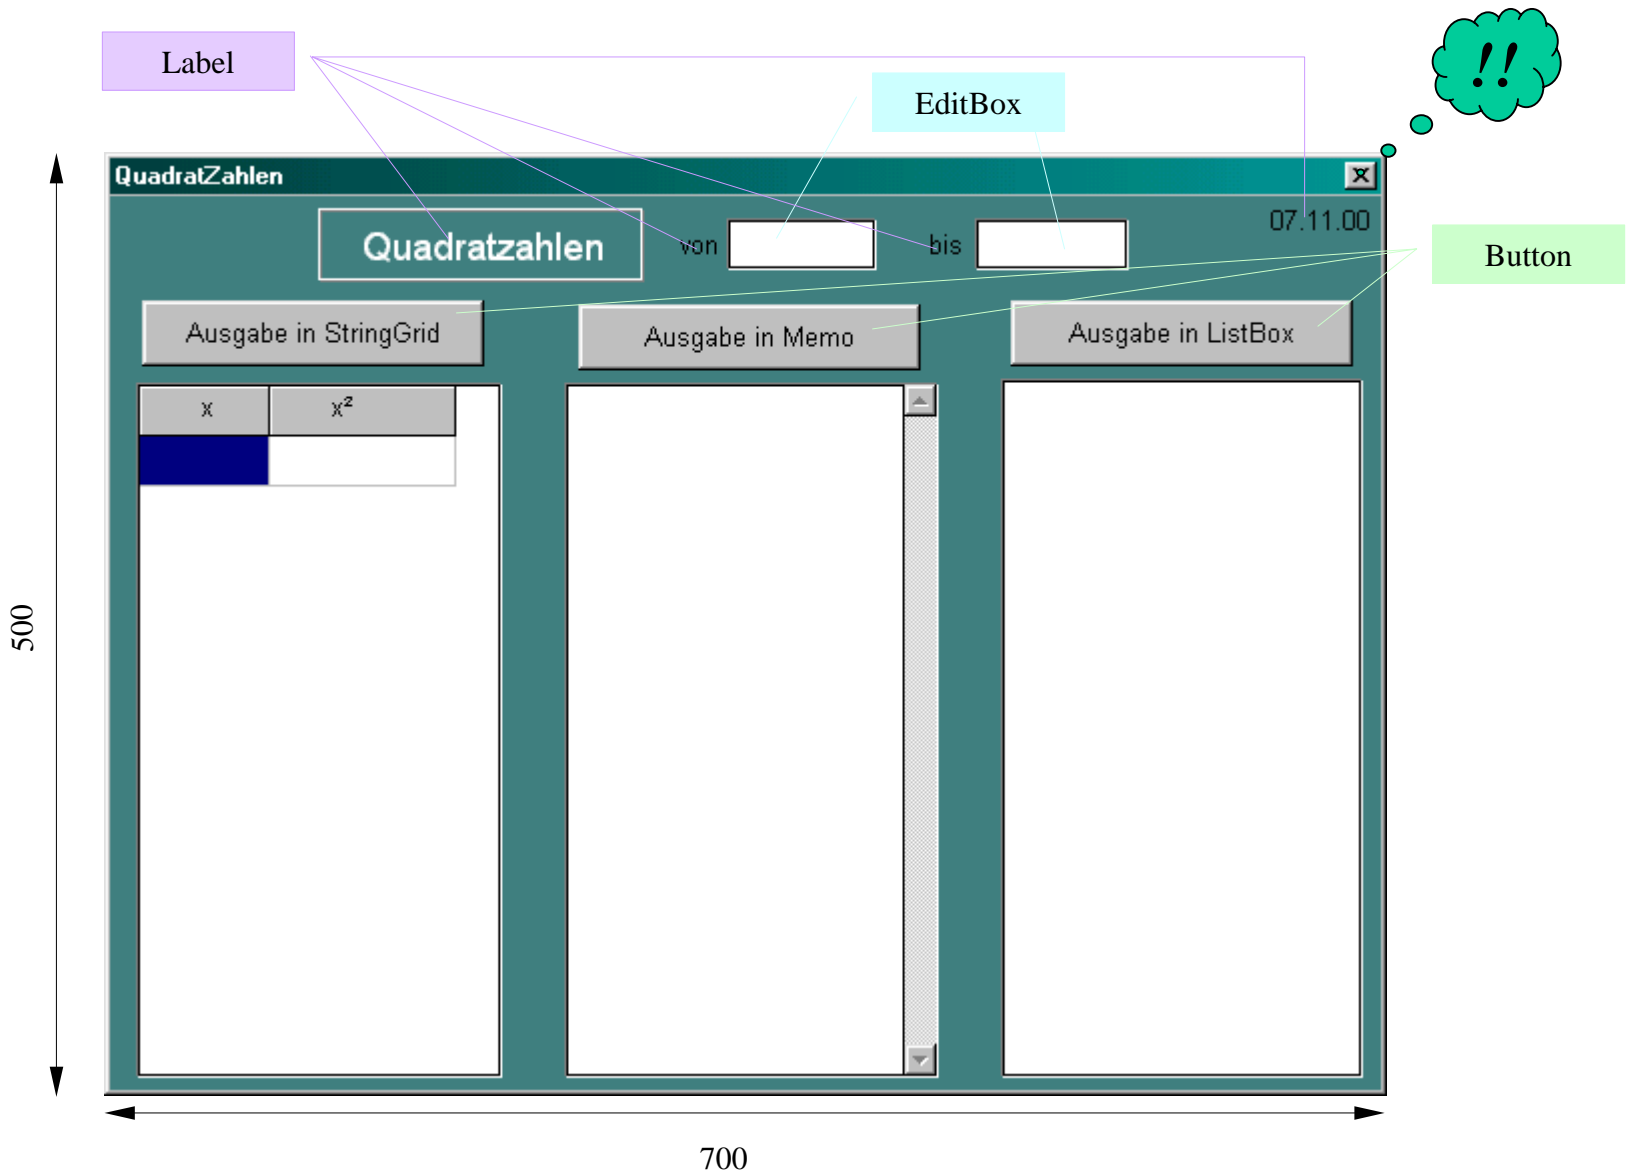 Label
!!
EditBox
QuadratZahlen
07.11.00
Quadratzahlen von bis
Button
Ausgabe in StringGrid Ausgabe in Memo Ausgabe in ListBox
x x²
500
700